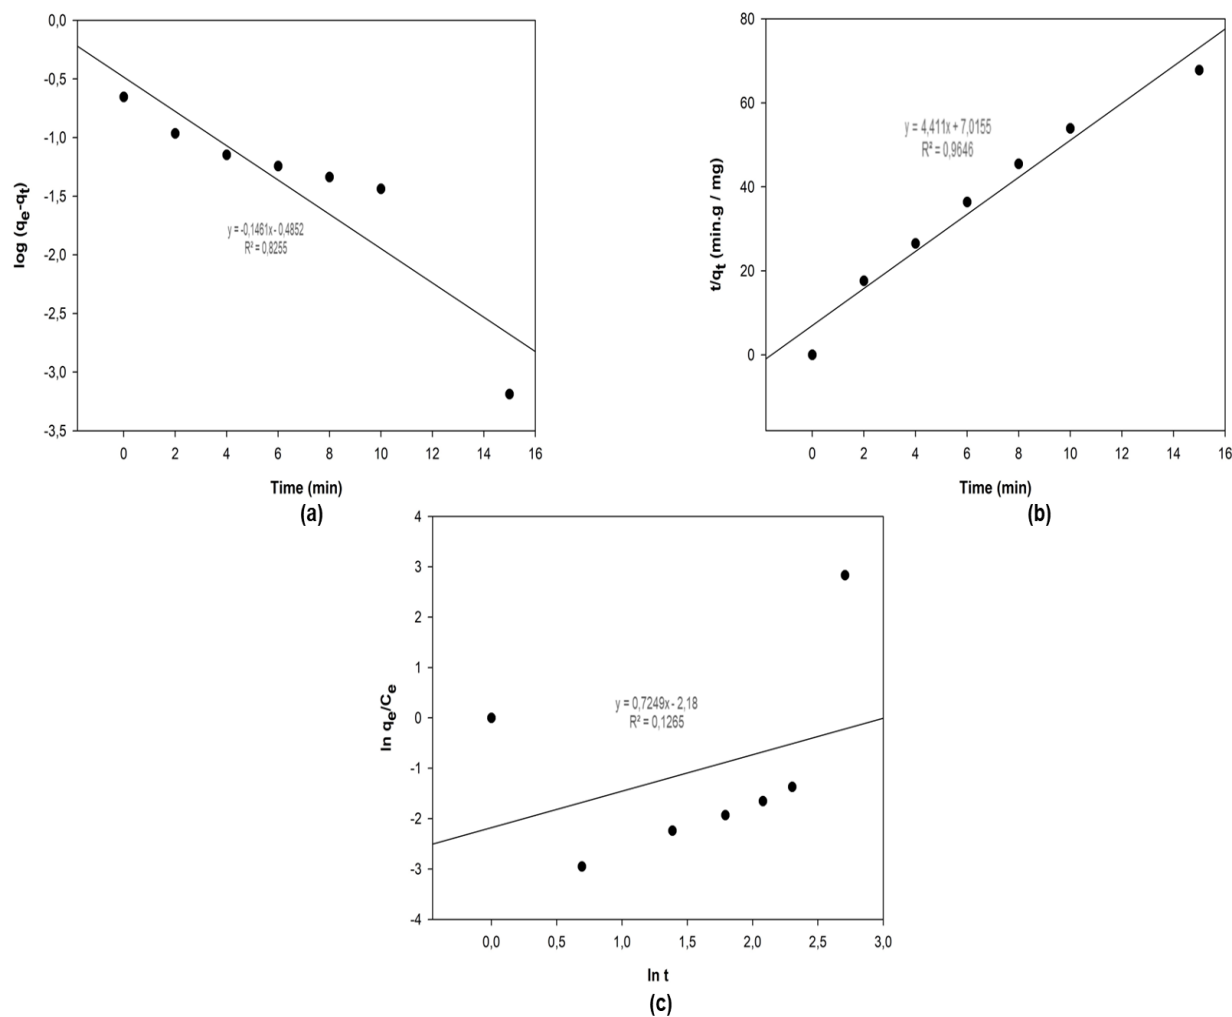 0,0
-0,5
-1,0
-1,5
-2,0
-2,5
-3,0
-3,5
log (qe-qt)
y = -0,1461x - 0,4852
R² = 0,8255
0 2 4 6 8 10 12 14 16
Time (min)
(a)
80
60
40
20
0
t/qt (min.g / mg)
y = 4,411x + 7,0155
R² = 0,9646
0 2 4 6 8 10 12 14 16
Time (min)
(b)
4
3
2
1
0
-1
-2
-3
-4
ln qe/Ce
y = 0,7249x - 2,18
R² = 0,1265
0,0 0,5 1,0 1,5 2,0 2,5 3,0
ln t
(c)